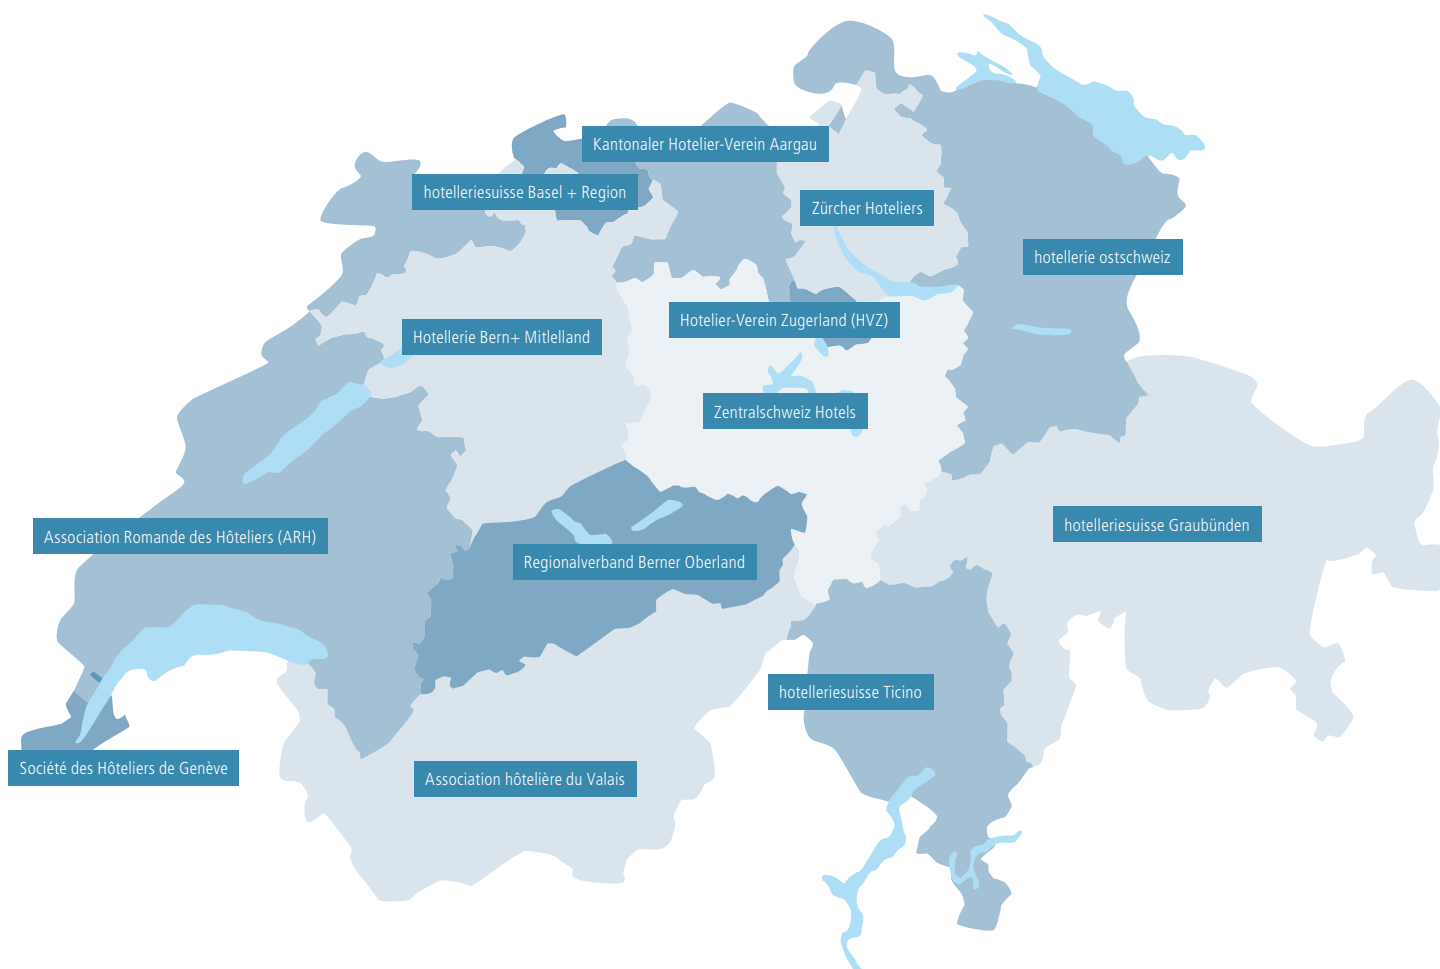 Kantonaler Hotelier-Verein Aargau
hotelleriesuisse Basel + Region
Zürcher Hoteliers
hotellerie ostschweiz
Hotelier-Verein Zugerland (HVZ)
Hotellerie Bern+ Mitlelland
Zentralschweiz Hotels
hotelleriesuisse Graubünden
Association Romande des Hôteliers (ARH)
Regionalverband Berner Oberland
hotelleriesuisse Ticino
Société des Hôteliers de Genève
Association hôtelière du Valais